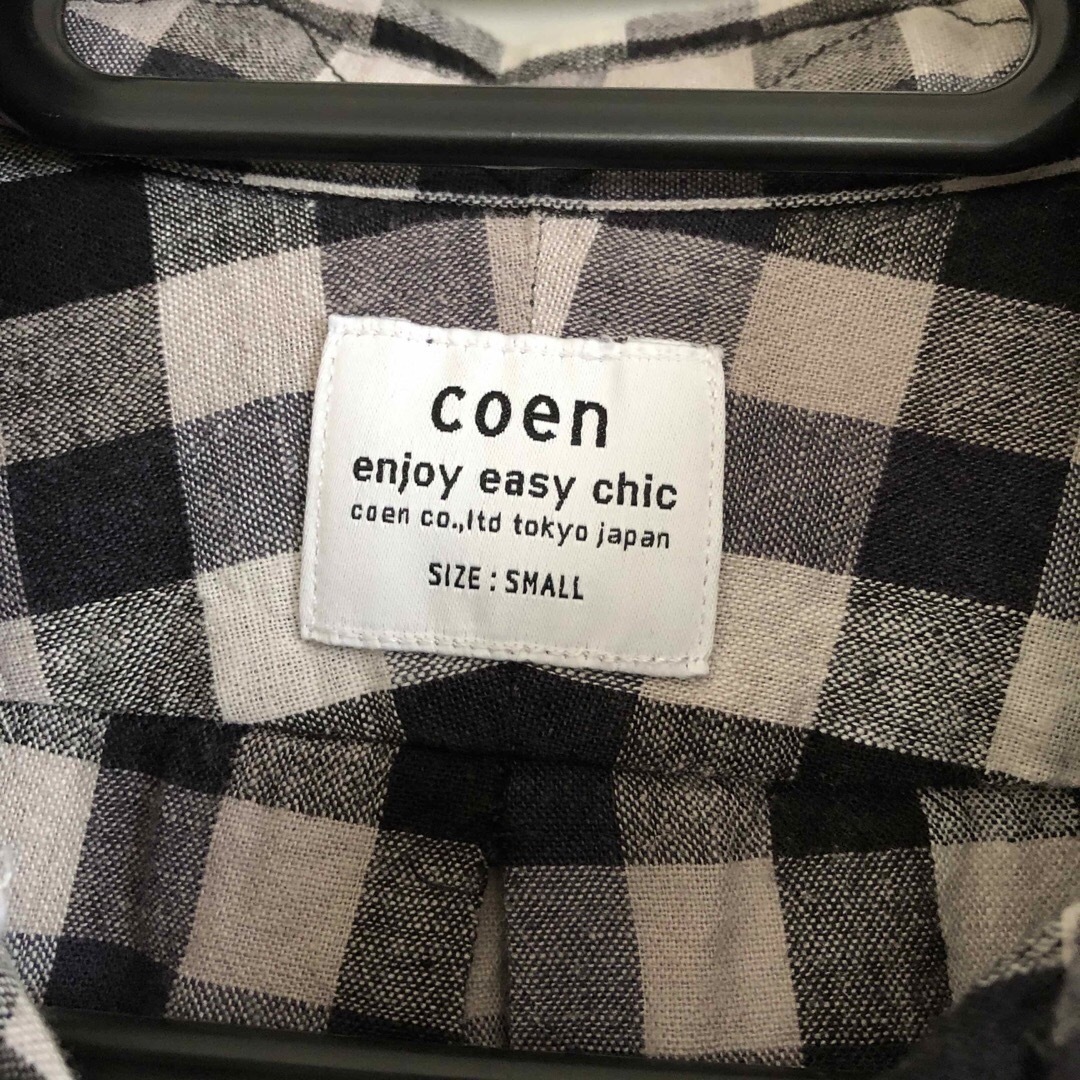 coen
enjoy easy chic
coen co.,ltd tokyo japan
SIZE : SMALL